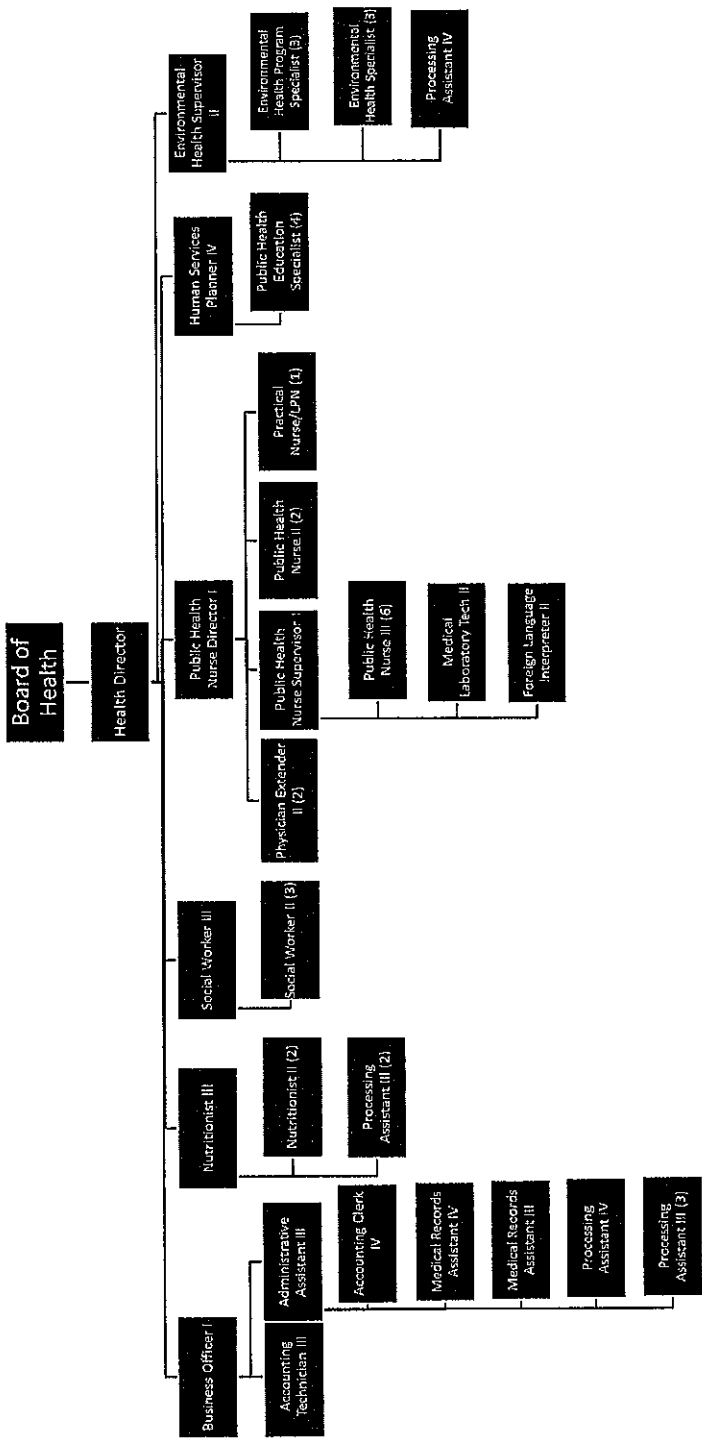 Board of
Health
Health Director
Business Officer I
Accounting
Technician III
Administrative
Assistant III
Accounting Clerk
IV
Medical Records
Assistant IV
Medical Records
Assistant III
Processing
Assistant IV
Processing
Assistant III (3)
Nutritionist III
Nutritionist II (2)
Processing
Assistant III (2)
Social Worker III
Social Worker II (3)
Public Health
Nurse Director I
Physician Extender
II (2)
Public Health
Nurse Supervisor I
Public Health
Nurse III (6)
Medical
Laboratory Tech II
Foreign Language
Interpreter II
Public Health
Nurse II (2)
Practical
Nurse/LPN (1)
Human Services
Planner IV
Public Health
Education
Specialist (4)
Environmental
Health Supervisor
II
Environmental
Health Program
Specialist (3)
Environmental
Health Specialist (3)
Processing
Assistant IV